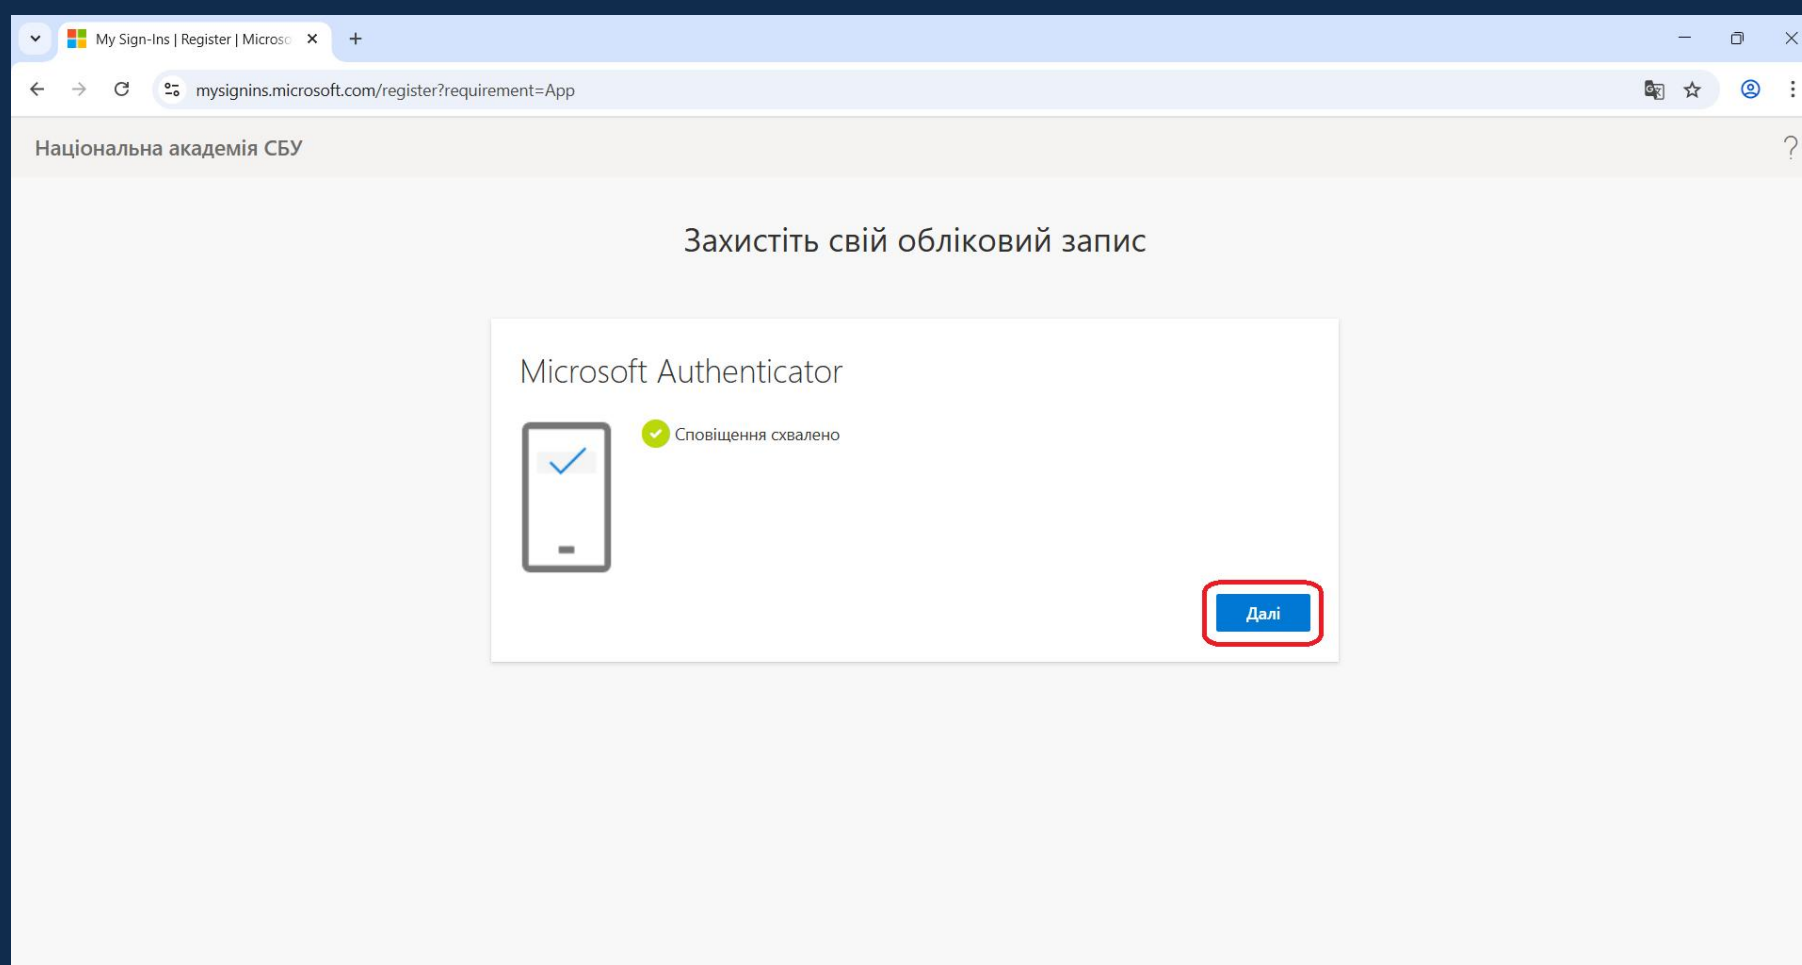 My Sign-Ins | Register | Microso
mysignins.microsoft.com/register?requirement=App
Національна академія СБУ
?
Захистіть свій обліковий запис
Microsoft Authenticator
Сповіщення схвалено
Далі